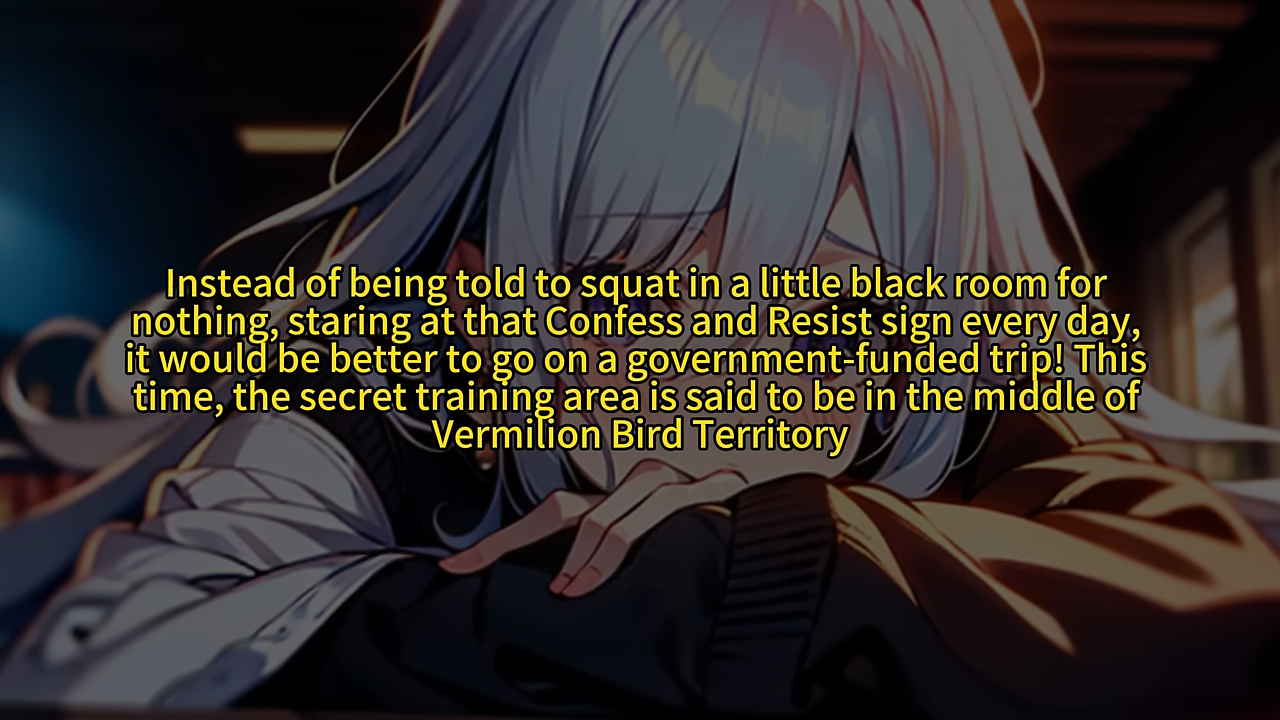 Instead of being told to squat in a little black room for
nothing, staring at that Confess and Resist sign every day,
it would be better to go on a government-funded trip! This
time, the secret training area is said to be in the middle of
Vermilion Bird Territory